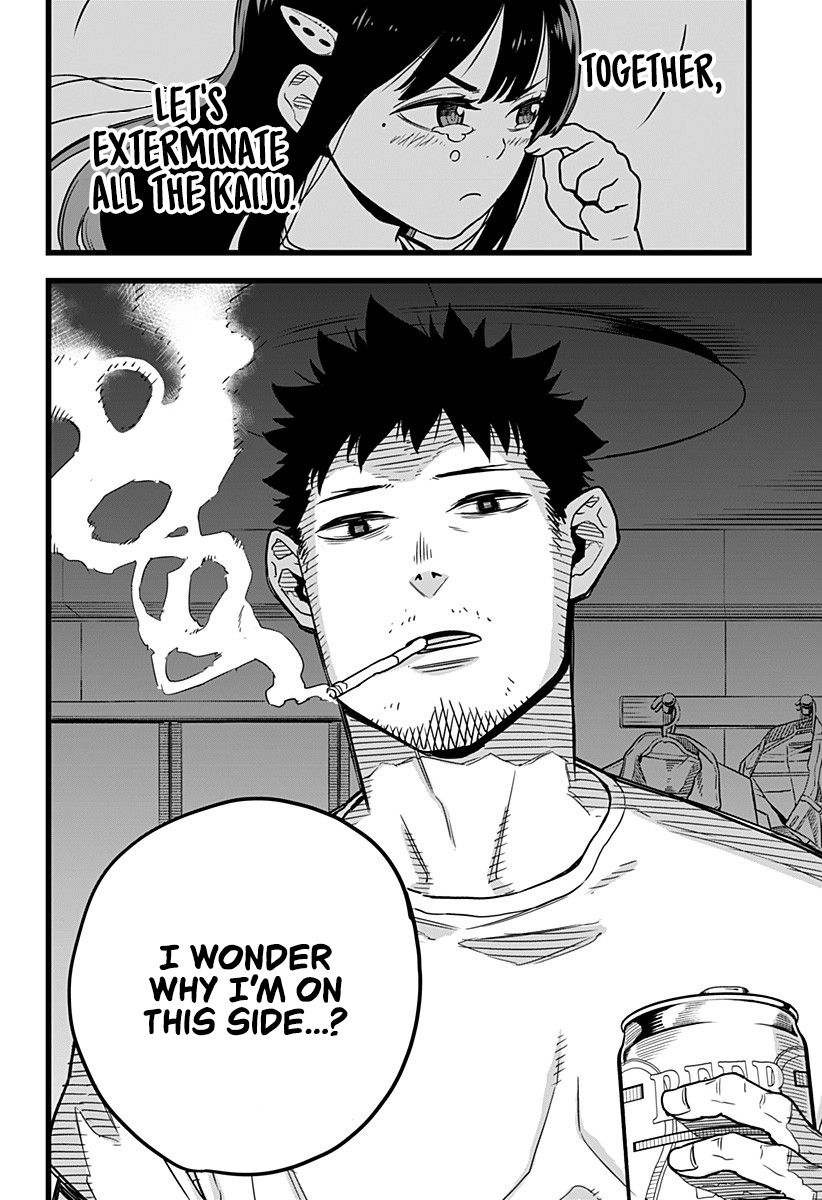 TOGETHER,
LET'S
EXTERMINATE
ALL THE KAIJU.
I WONDER
WHY I'M ON
THIS SIDE...?